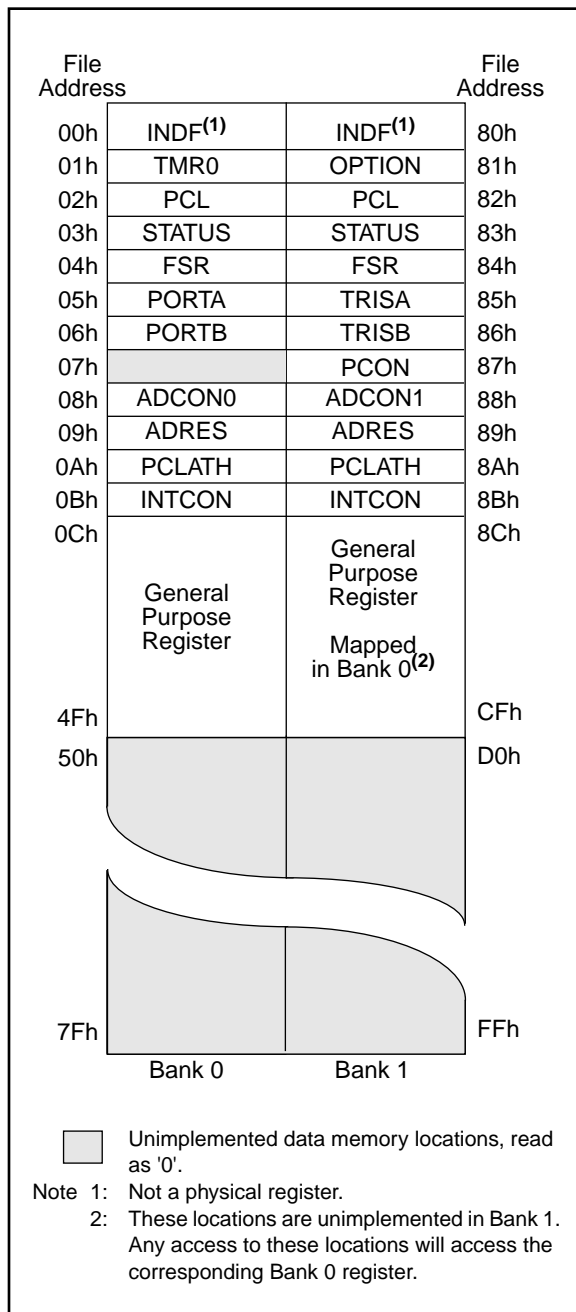 File Address File Address
00h INDF(1) INDF(1) 80h
01h TMR0 OPTION 81h
02h PCL PCL 82h
03h STATUS STATUS 83h
04h FSR FSR 84h
05h PORTA TRISA 85h
06h PORTB TRISB 86h
07h PCON 87h
08h ADCON0 ADCON1 88h
09h ADRES ADRES 89h
0Ah PCLATH PCLATH 8Ah
0Bh INTCON INTCON 8Bh
0Ch 8Ch
General
Purpose
Register
General
Purpose
Register
Mapped
in Bank 0(2)
4Fh CFh
50h D0h
7Fh FFh
Bank 0 Bank 1
Unimplemented data memory locations, read
as '0'.
Note 1: Not a physical register.
2: These locations are unimplemented in Bank 1.
Any access to these locations will access the
corresponding Bank 0 register.